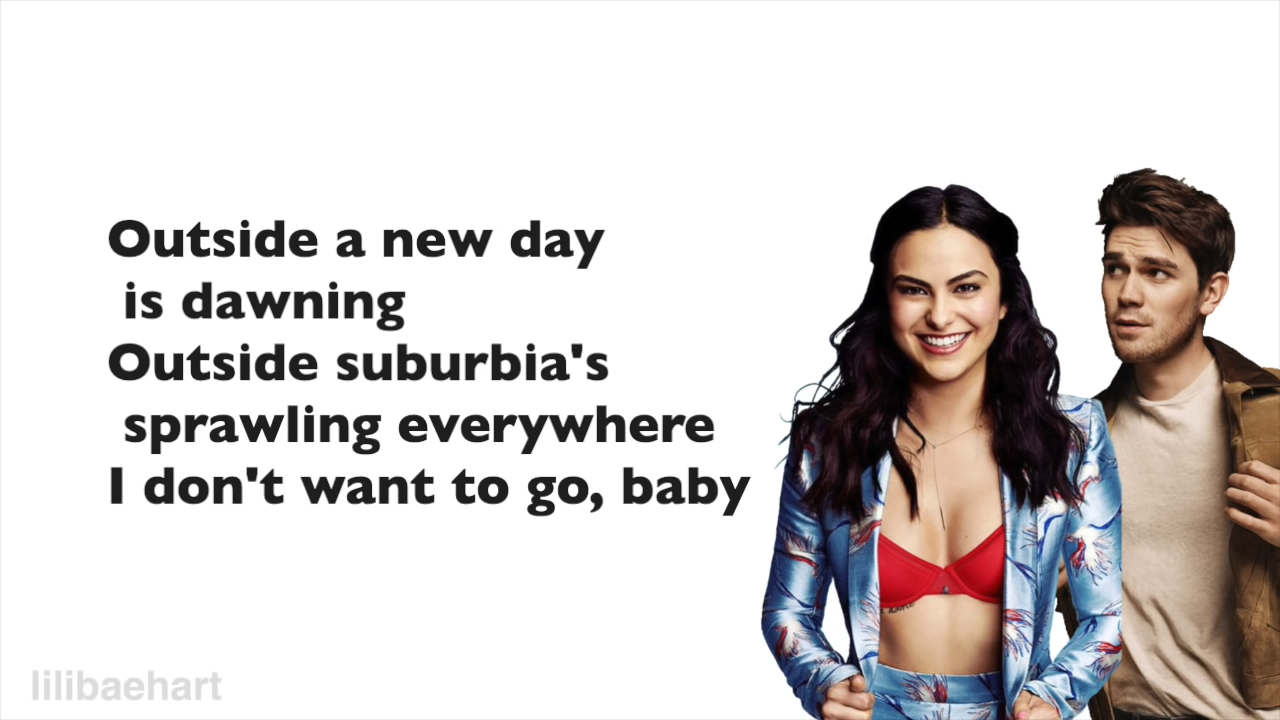 Outside a new day
is dawning
Outside suburbia's
sprawling everywhere
I don't want to go, baby
lilibaehart